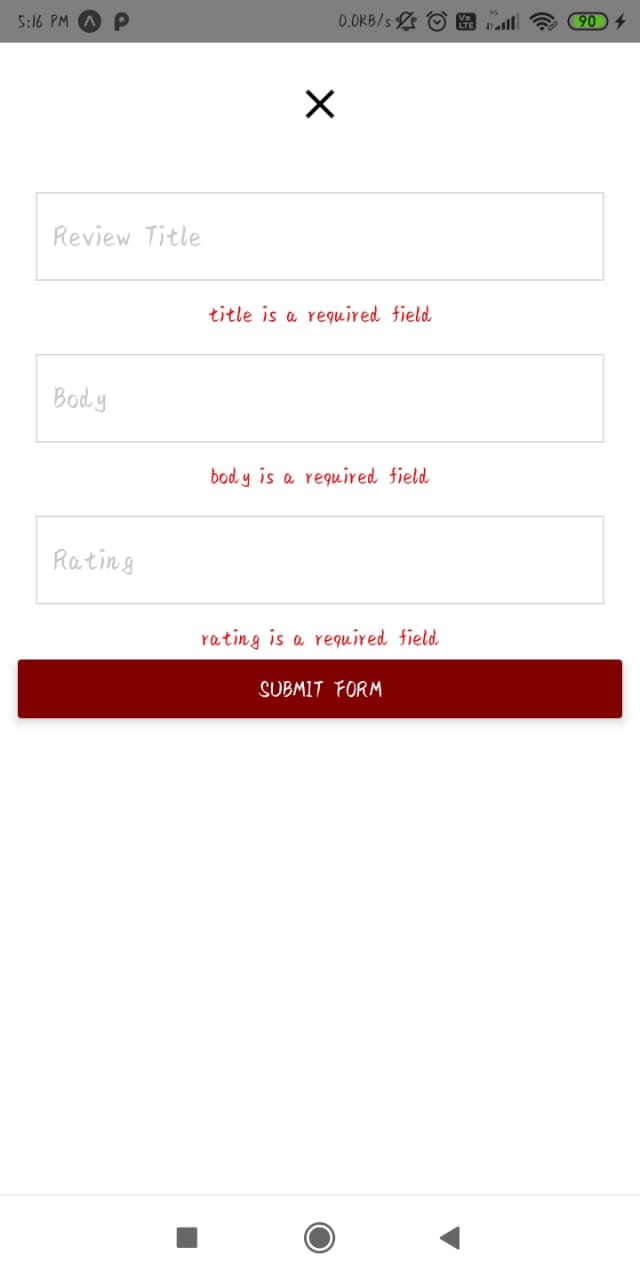 5:16 PM
0.0KB/s
Vo LTE
4G
90
Review Title
title is a required field
Body
body is a required field
Rating
rating is a required field
SUBMIT FORM